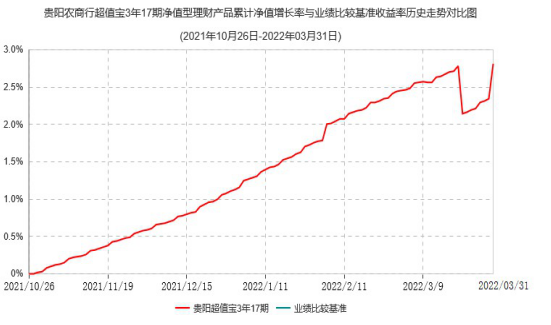 贵阳农商行超值宝3年17期净值型理财产品累计净值增长率与业绩比较基准收益率历史走势对比图
(2021年10月26日-2022年03月31日)
3.0%
2.5%
2.0%
1.5%
1.0%
0.5%
0%
2021/10/26 2021/11/19 2021/12/15 2022/1/11 2022/2/11 2022/3/9 2022/03/31
贵阳超值宝3年17期 业绩比较基准